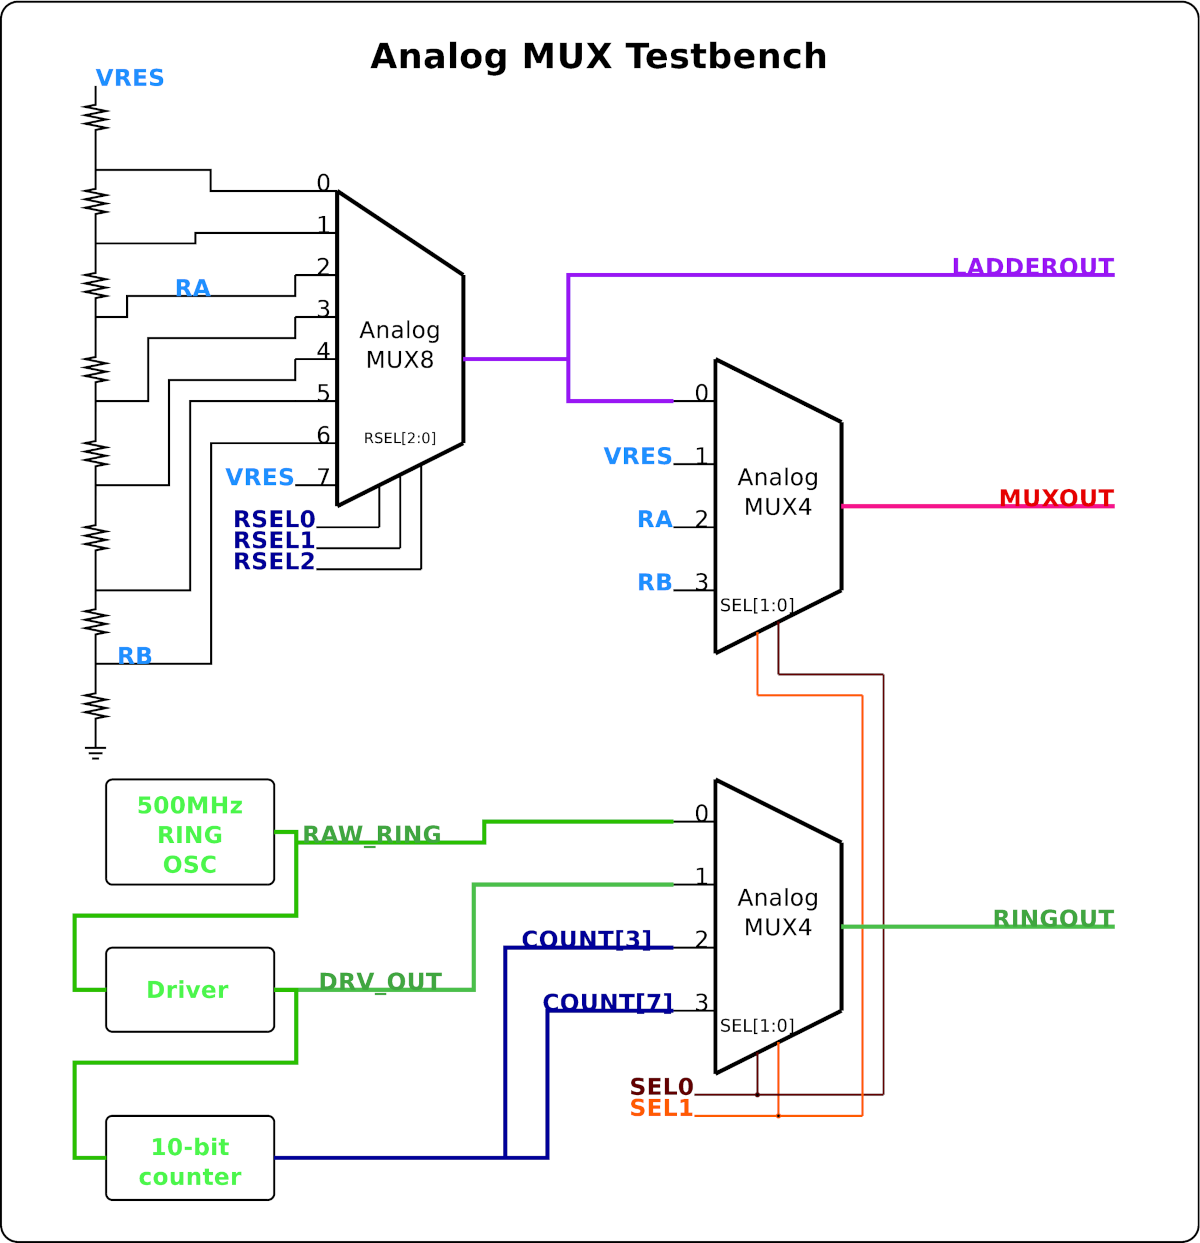 Analog MUX Testbench
VRES
0
1
2
RA
3
4
5
6
VRES
7
Analog
MUX8
RSEL[2:0]
RSEL0
RSEL1
RSEL2
RB
LADDEROUT
0
VRES
1
RA
2
RB
3
Analog
MUX4
SEL[1:0]
MUXOUT
500MHz
RING
OSC
RAW_RING
Driver
DRV_OUT
10-bit
counter
0
1
COUNT[3]
2
COUNT[7]
3
Analog
MUX4
SEL[1:0]
RINGOUT
SEL0
SEL1